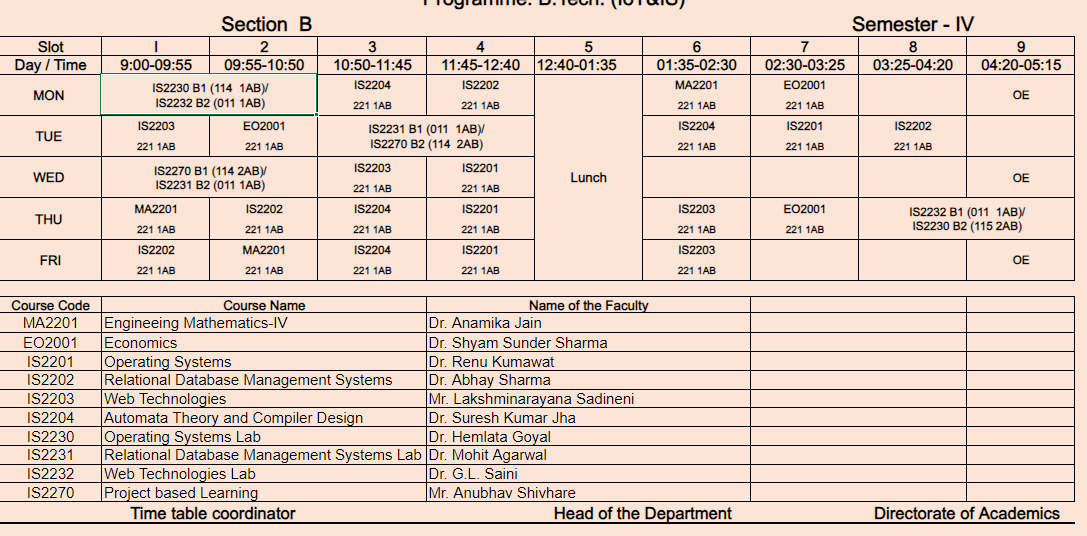 Programme: B.Tech. (IoT&IS)
Section B Semester - IV
Slot I 2 3 4 5 6 7 8 9
Day / Time 9:00-09:55 09:55-10:50 10:50-11:45 11:45-12:40 12:40-01:35 01:35-02:30 02:30-03:25 03:25-04:20 04:20-05:15
MON IS2230 B1 (114 1AB)/ IS2232 B2 (011 1AB) IS2204 221 1AB IS2202 221 1AB MA2201 221 1AB EO2001 221 1AB OE
TUE IS2203 221 1AB EO2001 221 1AB IS2231 B1 (011 1AB)/ IS2270 B2 (114 2AB) IS2204 221 1AB IS2201 221 1AB IS2202 221 1AB
WED IS2270 B1 (114 2AB)/ IS2231 B2 (011 1AB) IS2203 221 1AB IS2201 221 1AB Lunch OE
THU MA2201 221 1AB IS2202 221 1AB IS2204 221 1AB IS2201 221 1AB IS2203 221 1AB EO2001 221 1AB IS2232 B1 (011 1AB)/ IS2230 B2 (115 2AB)
FRI IS2202 221 1AB MA2201 221 1AB IS2204 221 1AB IS2201 221 1AB IS2203 221 1AB OE
Course Code Course Name Name of the Faculty
MA2201 Engineeing Mathematics-IV Dr. Anamika Jain
EO2001 Economics Dr. Shyam Sunder Sharma
IS2201 Operating Systems Dr. Renu Kumawat
IS2202 Relational Database Management Systems Dr. Abhay Sharma
IS2203 Web Technologies Mr. Lakshminarayana Sadineni
IS2204 Automata Theory and Compiler Design Dr. Suresh Kumar Jha
IS2230 Operating Systems Lab Dr. Hemlata Goyal
IS2231 Relational Database Management Systems Lab Dr. Mohit Agarwal
IS2232 Web Technologies Lab Dr. G.L. Saini
IS2270 Project based Learning Mr. Anubhav Shivhare
Time table coordinator Head of the Department Directorate of Academics